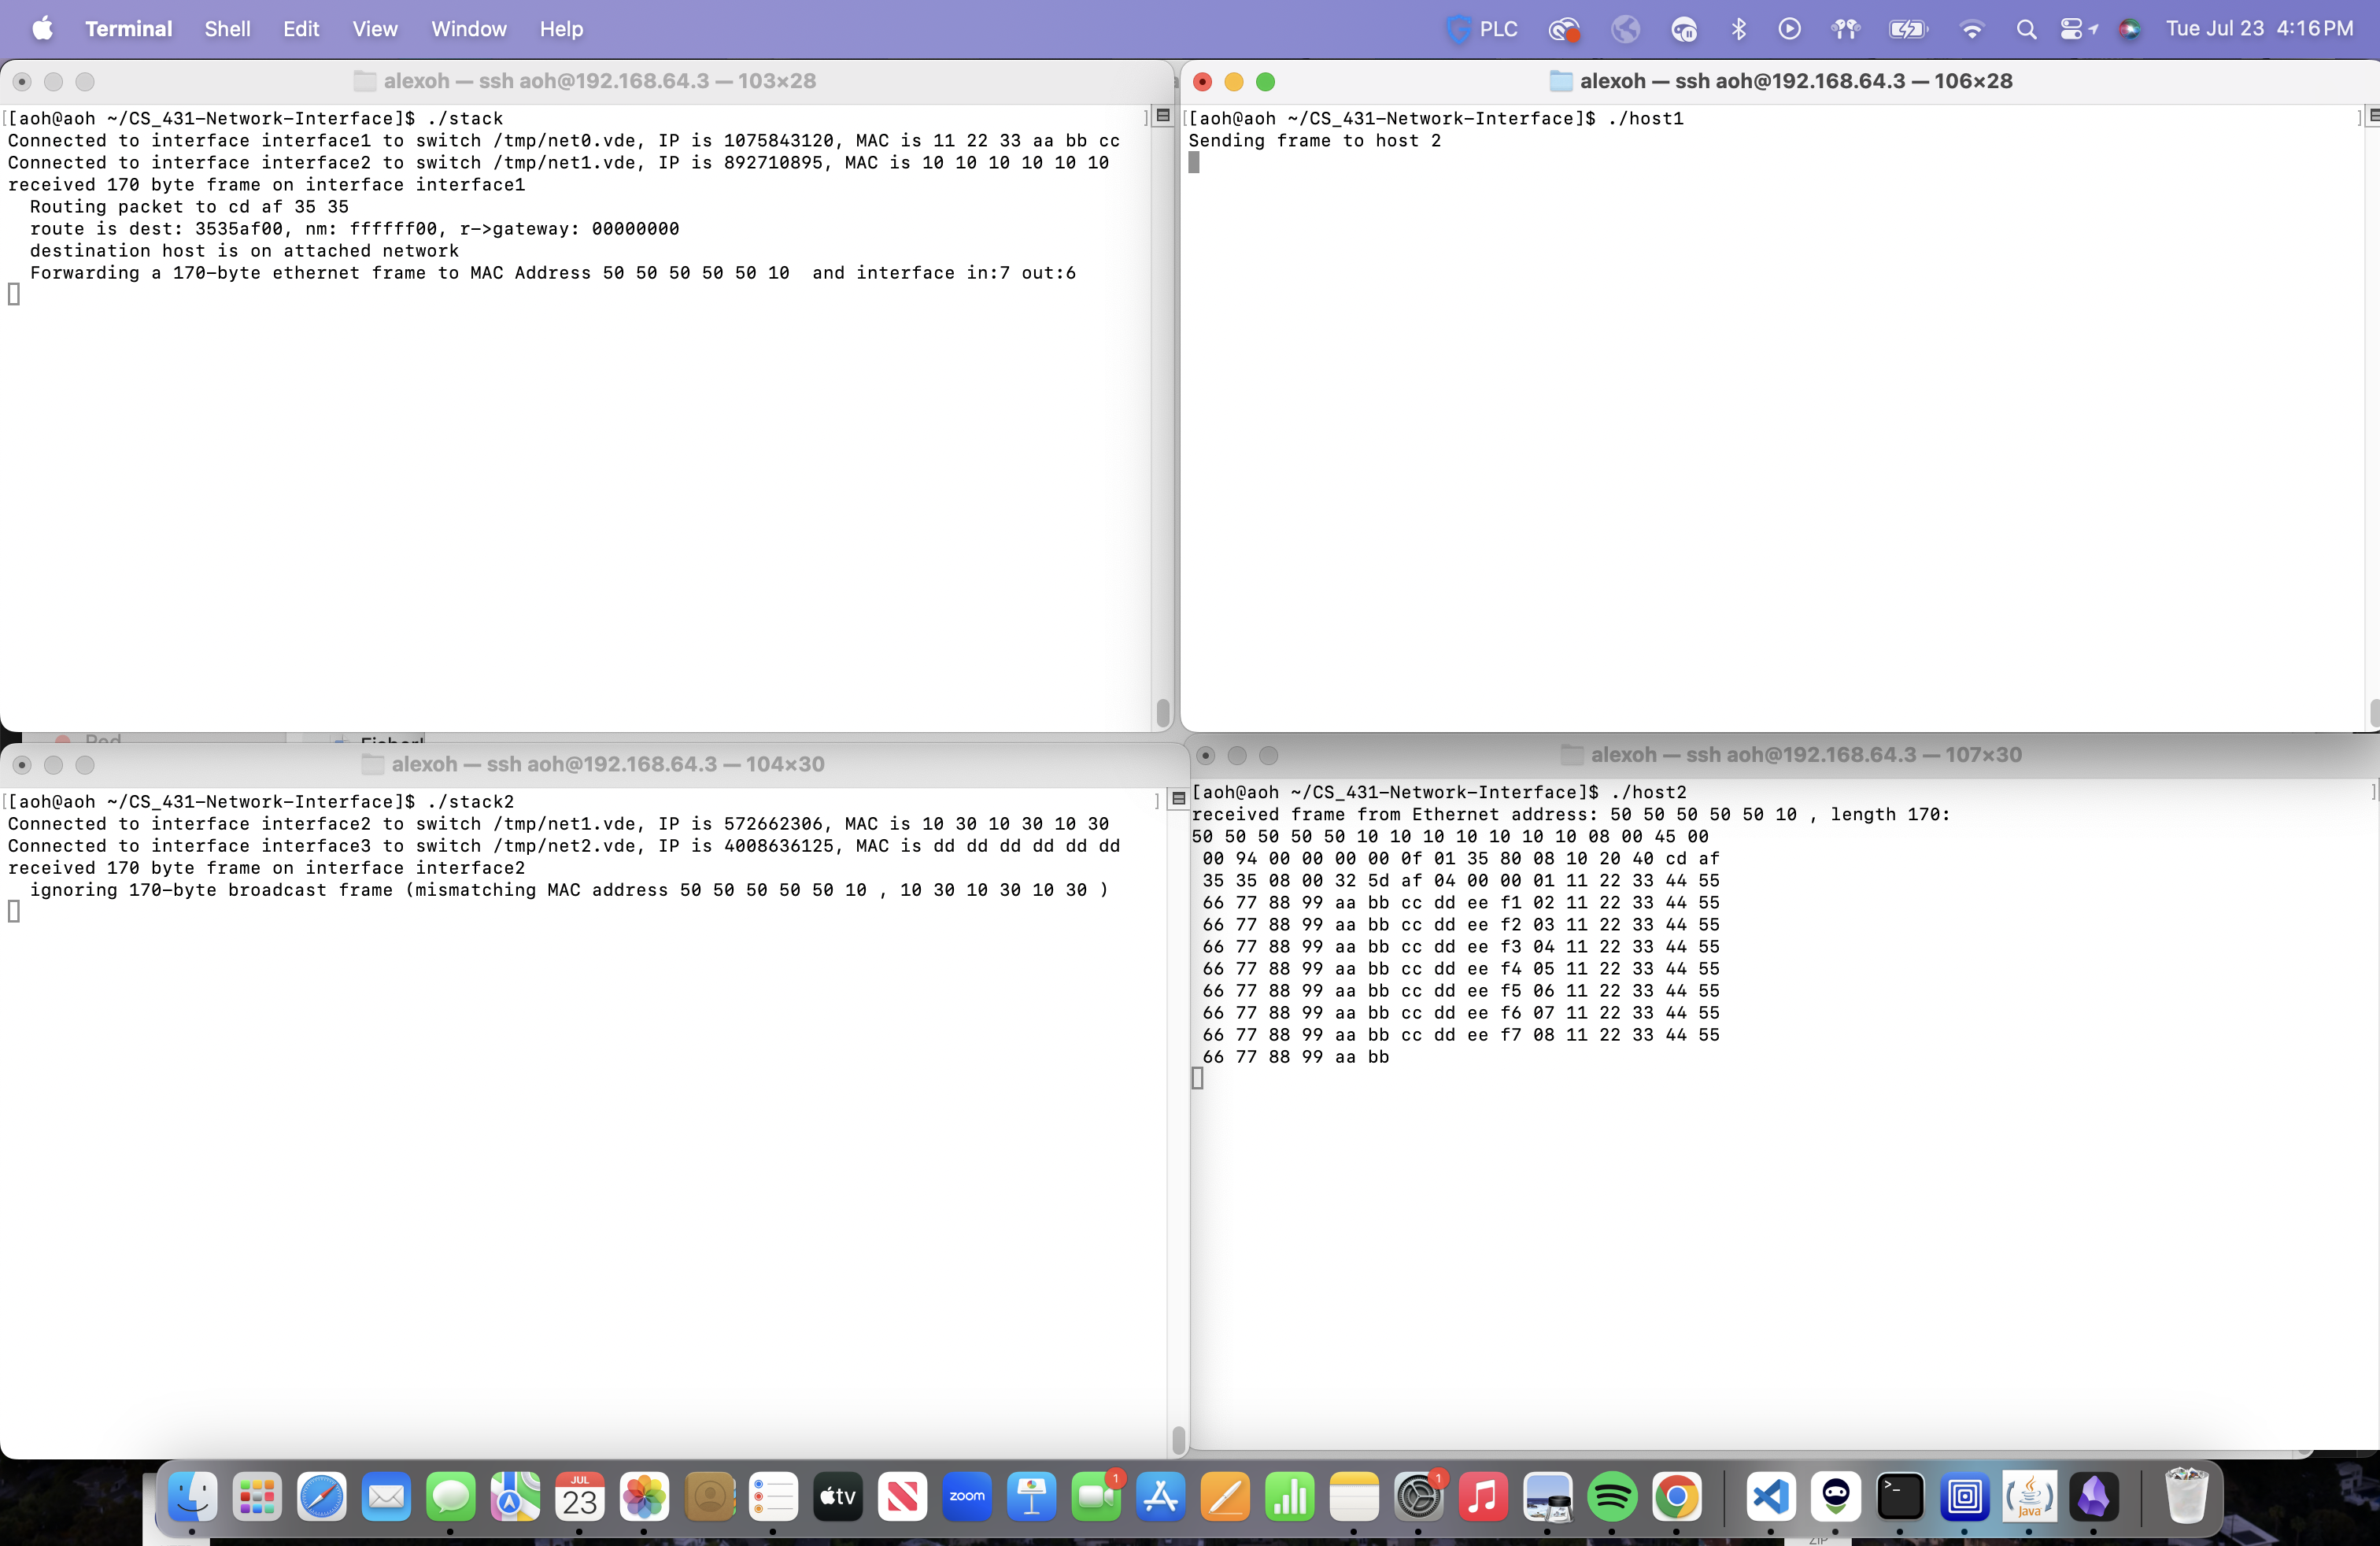 Terminal Shell Edit View Window Help PLC Tue Jul 23 4:16 PM
alexoh — ssh aoh@192.168.64.3 — 103×28
[[aoh@aoh ~/CS_431-Network-Interface]$ ./stack ]
Connected to interface interface1 to switch /tmp/net0.vde, IP is 1075843120, MAC is 11 22 33 aa bb cc
Connected to interface interface2 to switch /tmp/net1.vde, IP is 892710895, MAC is 10 10 10 10 10 10
received 170 byte frame on interface interface1
Routing packet to cd af 35 35
route is dest: 3535af00, nm: ffffff00, r->gateway: 00000000
destination host is on attached network
Forwarding a 170-byte ethernet frame to MAC Address 50 50 50 50 50 10  and interface in:7 out:6
alexoh — ssh aoh@192.168.64.3 — 106×28
[[aoh@aoh ~/CS_431-Network-Interface]$ ./host1 ]
Sending frame to host 2
alexoh — ssh aoh@192.168.64.3 — 104×30
[[aoh@aoh ~/CS_431-Network-Interface]$ ./stack2 ]
Connected to interface interface2 to switch /tmp/net1.vde, IP is 572662306, MAC is 10 30 10 30 10 30
Connected to interface interface3 to switch /tmp/net2.vde, IP is 4008636125, MAC is dd dd dd dd dd dd
received 170 byte frame on interface interface2
ignoring 170-byte broadcast frame (mismatching MAC address 50 50 50 50 50 10 , 10 30 10 30 10 30 )
alexoh — ssh aoh@192.168.64.3 — 107×30
[aoh@aoh ~/CS_431-Network-Interface]$ ./host2 ]
received frame from Ethernet address: 50 50 50 50 50 10 , length 170:
50 50 50 50 50 10 10 10 10 10 10 10 08 00 45 00
00 94 00 00 00 00 0f 01 35 80 08 10 20 40 cd af
35 35 08 00 32 5d af 04 00 00 01 11 22 33 44 55
66 77 88 99 aa bb cc dd ee f1 02 11 22 33 44 55
66 77 88 99 aa bb cc dd ee f2 03 11 22 33 44 55
66 77 88 99 aa bb cc dd ee f3 04 11 22 33 44 55
66 77 88 99 aa bb cc dd ee f4 05 11 22 33 44 55
66 77 88 99 aa bb cc dd ee f5 06 11 22 33 44 55
66 77 88 99 aa bb cc dd ee f6 07 11 22 33 44 55
66 77 88 99 aa bb cc dd ee f7 08 11 22 33 44 55
66 77 88 99 aa bb
JUL
23
tv
zoom
1
1
>_
Java